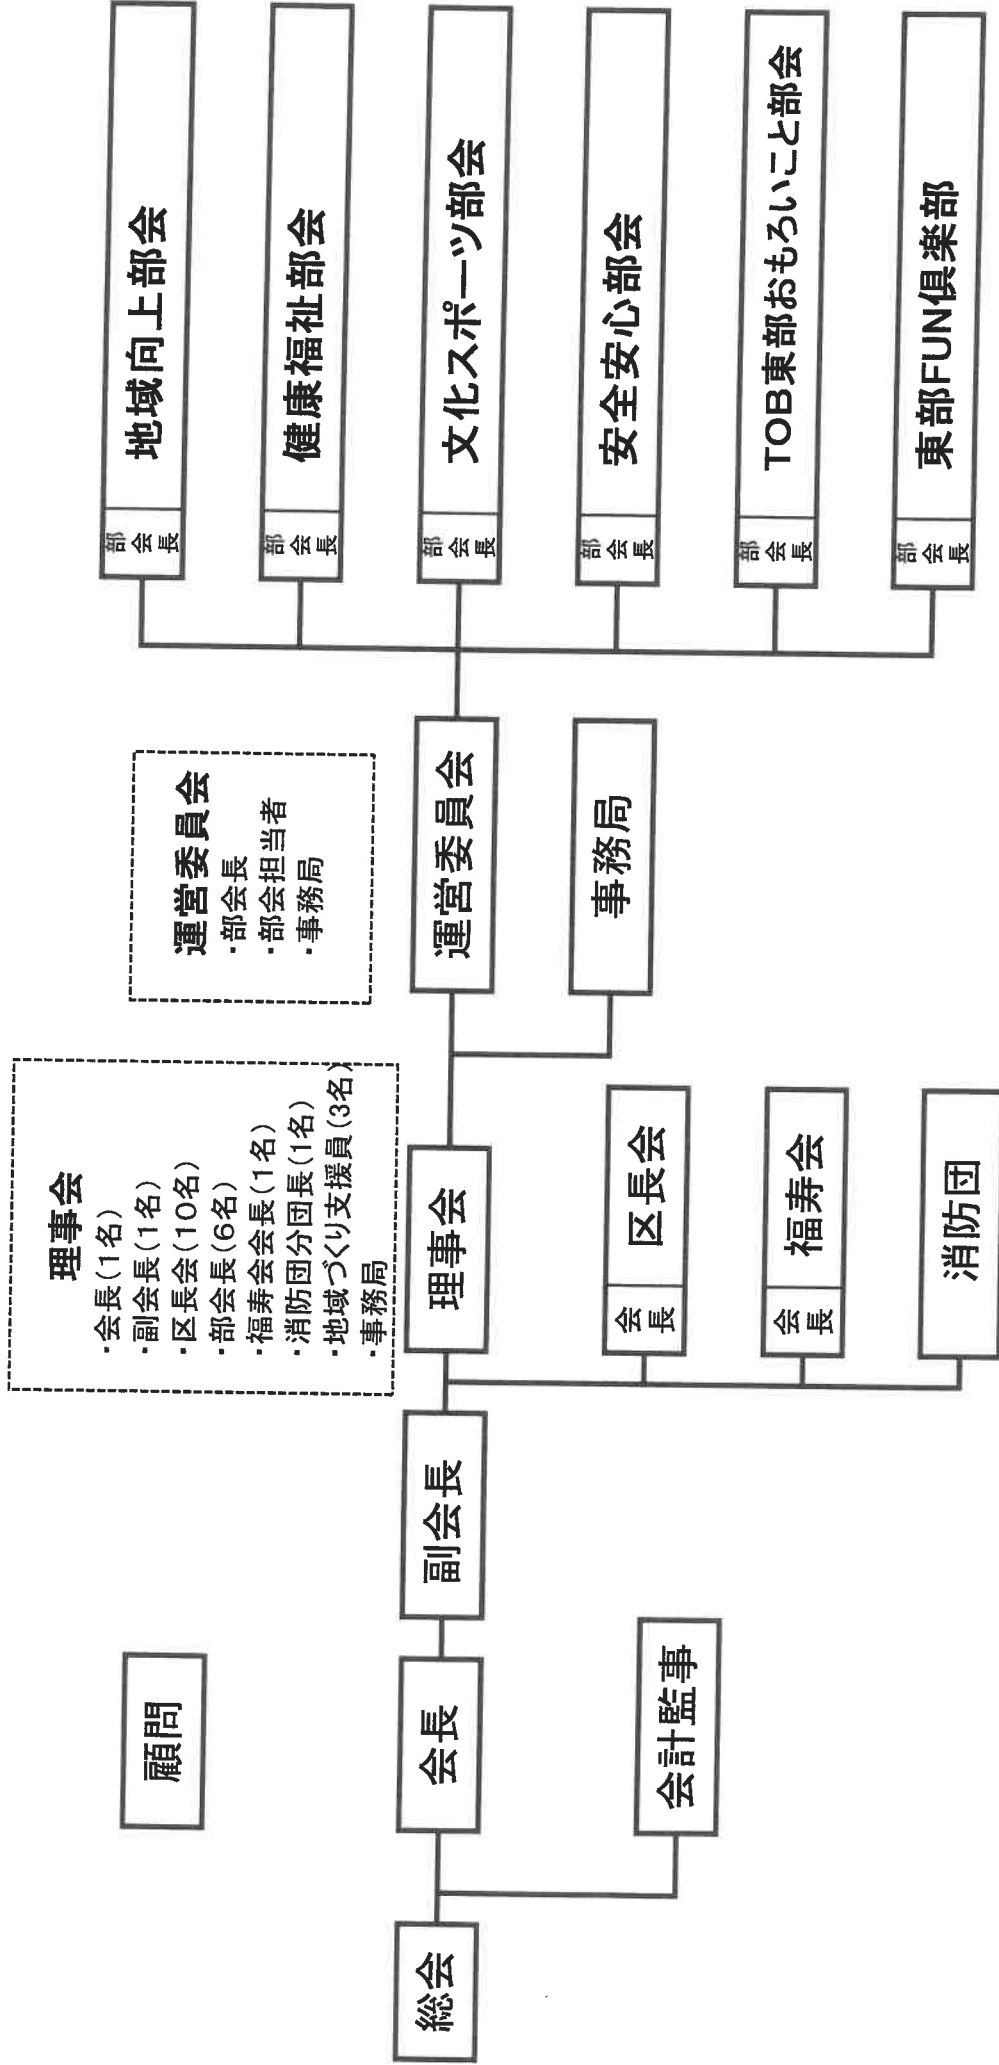 総会
顧問
会長
会計監事
副会長
理事会
・会長(1名)
・副会長(1名)
・区長会(10名)
・部会長(6名)
・福寿会会長(1名)
・消防団分団長(1名)
・地域づくり支援員(3名)
・事務局
理事会
会長
区長会
会長
福寿会
消防団
運営委員会
・部会長
・部会担当者
・事務局
運営委員会
事務局
部会長
地域向上部会
部会長
健康福祉部会
部会長
文化スポーツ部会
部会長
安全安心部会
部会長
TOB東部おもろいこと部会
部会長
東部FUN倶楽部